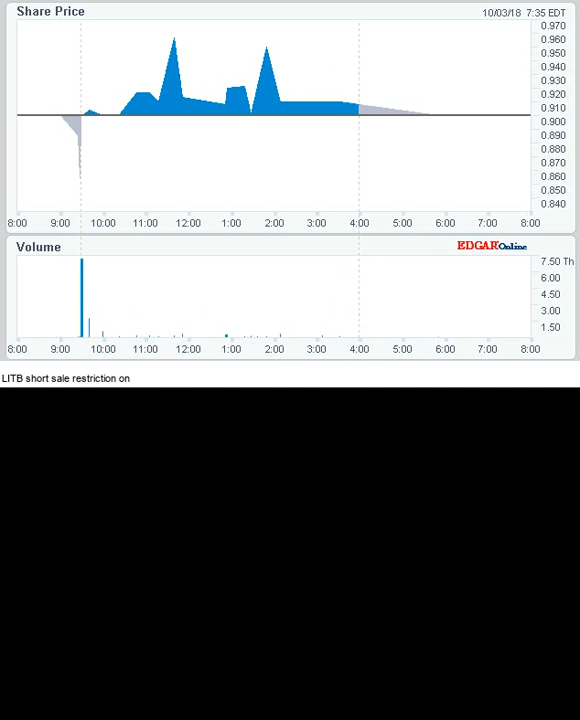 Share Price
10/03/18 7:35 EDT
0.970
0.960
0.950
0.940
0.930
0.920
0.910
0.900
0.890
0.880
0.870
0.860
0.850
0.840
8:00 9:00 10:00 11:00 12:00 1:00 2:00 3:00 4:00 5:00 6:00 7:00 8:00
Volume
EDGAR Online
7.50 Th
6.00
4.50
3.00
1.50
8:00 9:00 10:00 11:00 12:00 1:00 2:00 3:00 4:00 5:00 6:00 7:00 8:00
LITB short sale restriction on